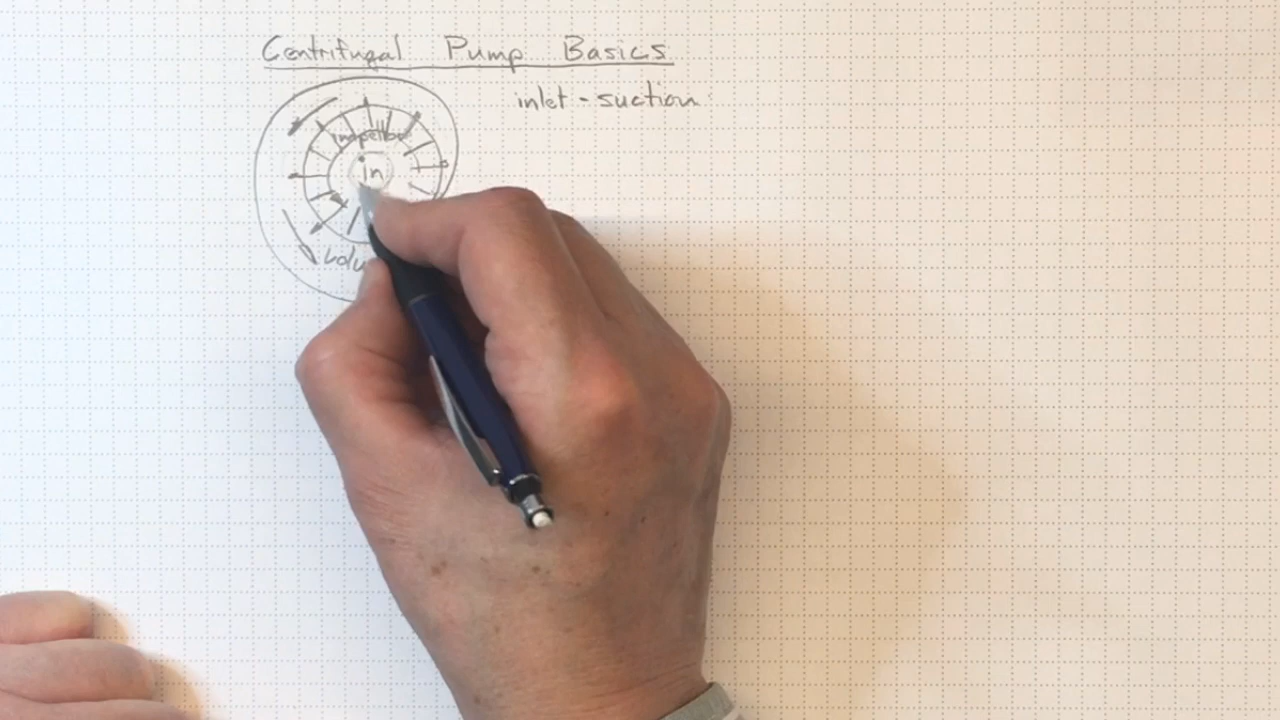 Centrifugal Pump Basics
inlet - suction
impeller
in
volu